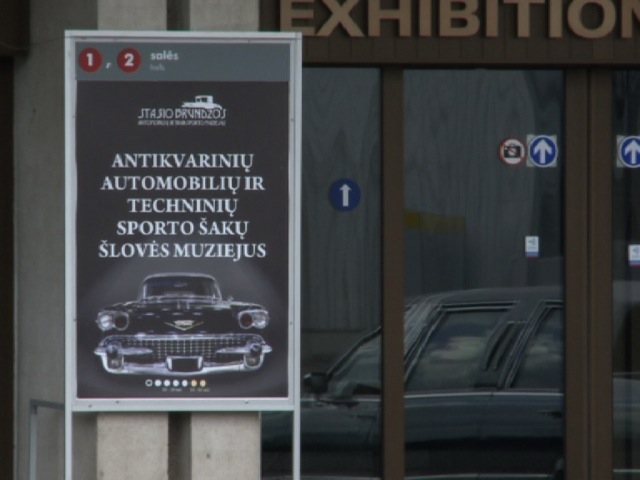 EXHIBITION
1 , 2 salės
STASIO BRUNDZOS
ANTIKVARINIŲ
AUTOMOBILIŲ IR
TECHNINIŲ
SPORTO ŠAKŲ
ŠLOVĖS MUZIEJUS